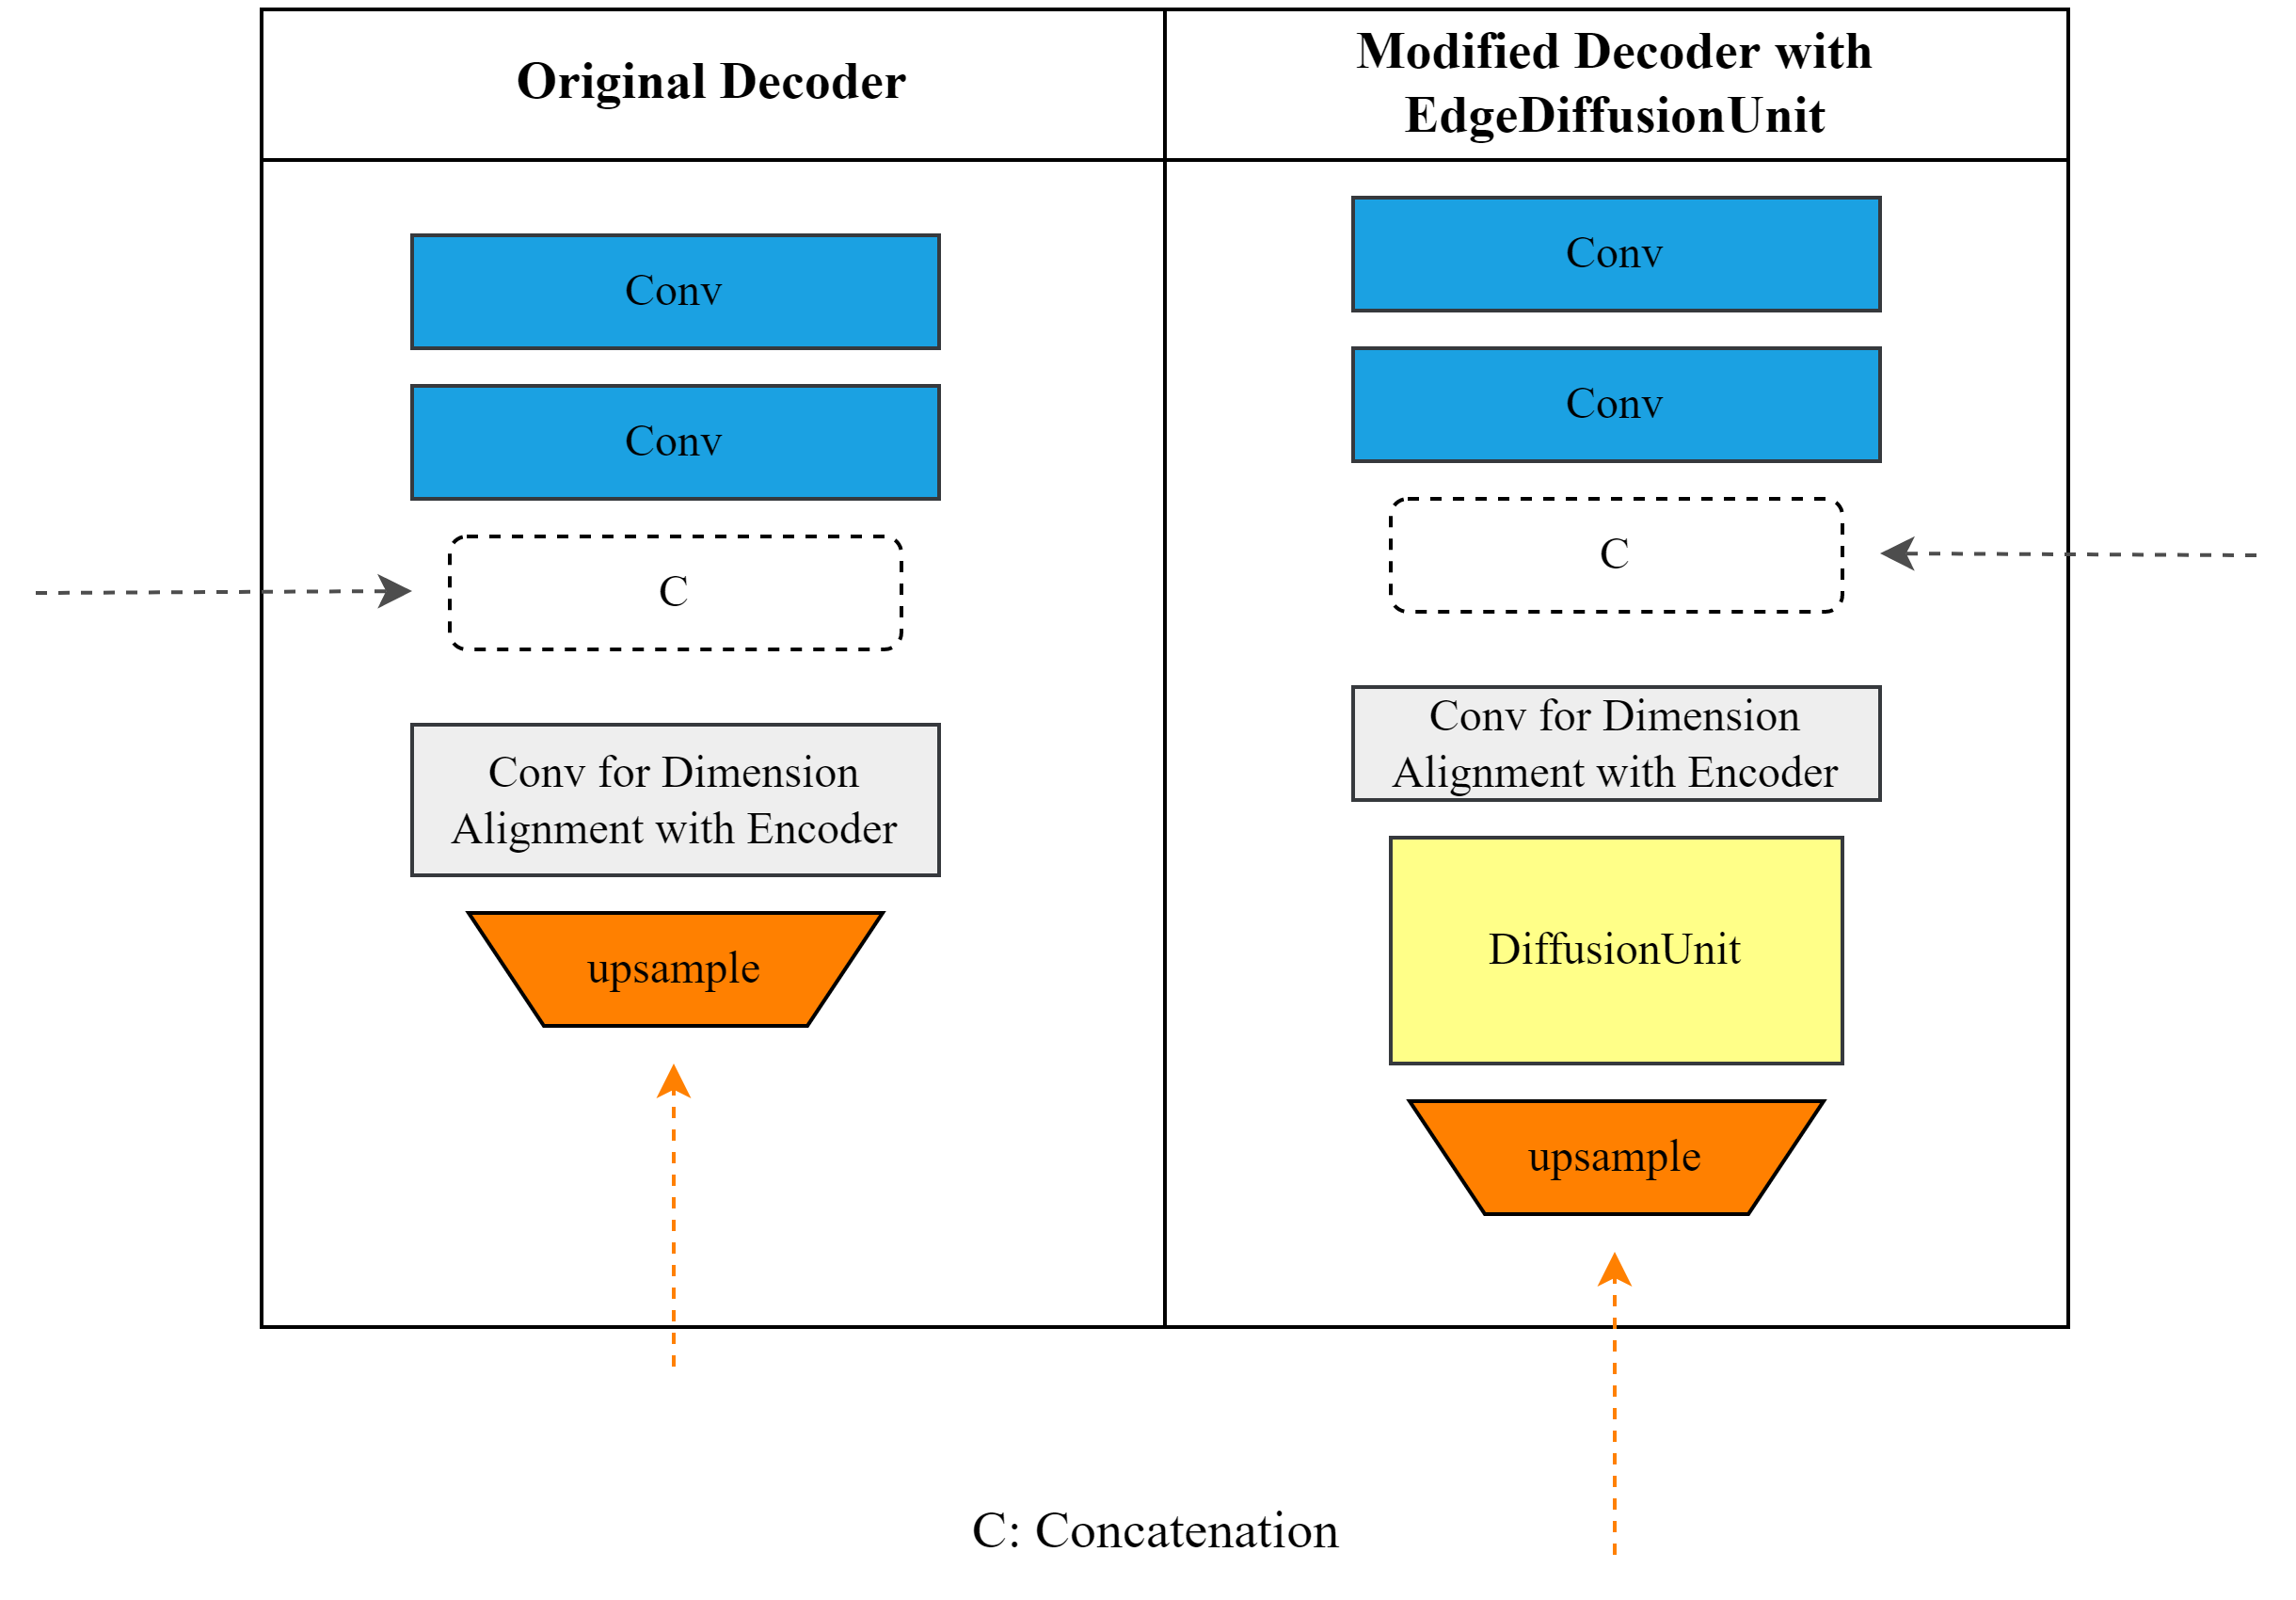 Original Decoder
Modified Decoder with
EdgeDiffusionUnit
Conv
Conv
C
Conv for Dimension
Alignment with Encoder
upsample
Conv
Conv
C
Conv for Dimension
Alignment with Encoder
DiffusionUnit
upsample
C: Concatenation